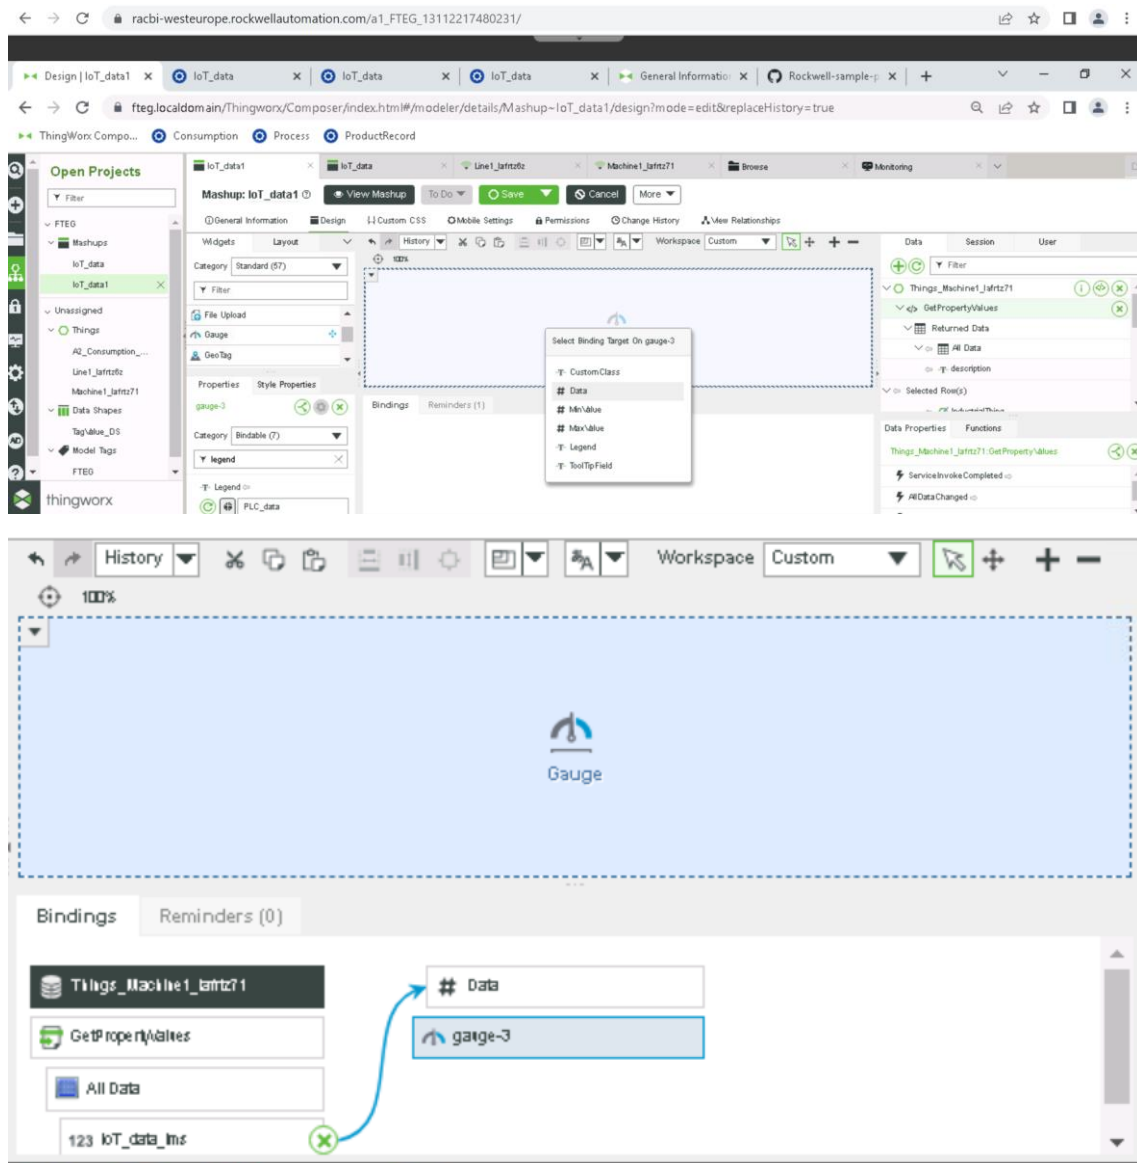 racbi-westeurope.rockwellautomation.com/a1_FTEG_13112217480231/
Design | IoT_data1
IoT_data
IoT_data
IoT_data
General Information
Rockwell-sample-p
fteg.localdomain/Thingworx/Composer/index.html#/modeler/details/Mashup~IoT_data1/design?mode=edit&replaceHistory=true
ThingWorx Compo...
Consumption
Process
ProductRecord
Open Projects
Filter
FTEG
Mashups
IoT_data
IoT_data1
Unassigned
Things
A2_Consumption_...
Line1_lafrtz6z
Machine1_lafrtz71
Data Shapes
TagValue_DS
Model Tags
FTEG
thingworx
IoT_data1
IoT_data
Line1_lafrtz6z
Machine1_lafrtz71
Browse
Monitoring
Mashup: IoT_data1
View Mashup
To Do
Save
Cancel
More
General Information
Design
Custom CSS
Mobile Settings
Permissions
Change History
View Relationships
Widgets
Layout
History
Workspace
Custom
Category
Standard (57)
100%
Filter
File Upload
Gauge
GeoTag
Properties
Style Properties
gauge-3
Category
Bindable (7)
legend
Legend
PLC_data
Select Binding Target On gauge-3
CustomClass
# Data
# MinValue
# MaxValue
Legend
ToolTipField
Bindings
Reminders (1)
Data
Session
User
Filter
Things_Machine1_lafrtz71
GetPropertyValues
Returned Data
All Data
description
Selected Row(s)
Data Properties
Functions
Things_Machine1_lafrtz71:GetPropertyValues
ServiceInvokeCompleted
AllDataChanged
History
Workspace
Custom
100%
Gauge
Bindings
Reminders (0)
Things_Machine1_lafrtz71
GetPropertyValues
All Data
123 IoT_data_ims
# Data
gauge-3